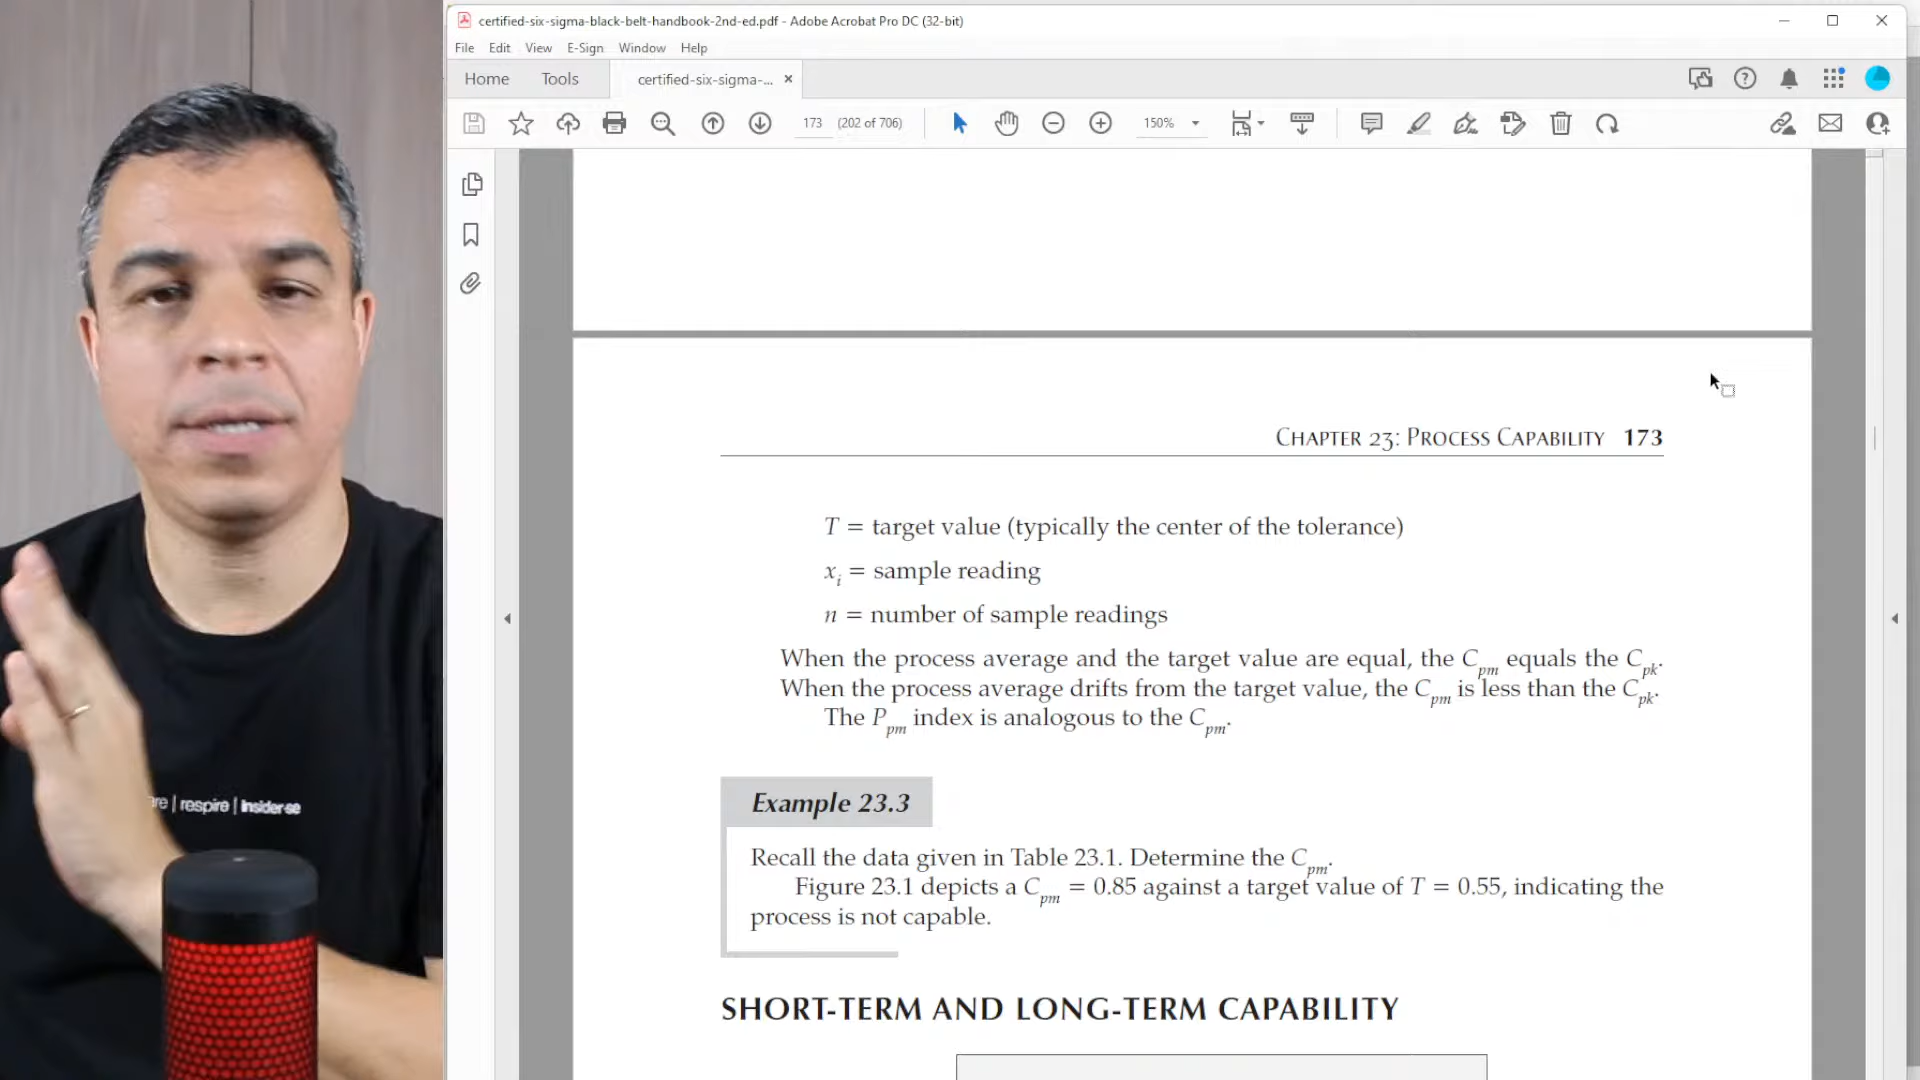 certified-six-sigma-black-belt-handbook-2nd-ed.pdf - Adobe Acrobat Pro DC (32-bit)
File Edit View E-Sign Window Help
Home Tools certified-six-sigma-... ×
173 (202 of 706) 150%
CHAPTER 23: PROCESS CAPABILITY 173
T = target value (typically the center of the tolerance)
xi = sample reading
n = number of sample readings
When the process average and the target value are equal, the Cpm equals the Cpk.
When the process average drifts from the target value, the Cpm is less than the Cpk.
The Ppm index is analogous to the Cpm.
Example 23.3
Recall the data given in Table 23.1. Determine the Cpm.
Figure 23.1 depicts a Cpm = 0.85 against a target value of T = 0.55, indicating the
process is not capable.
SHORT-TERM AND LONG-TERM CAPABILITY
| respire | insider-se